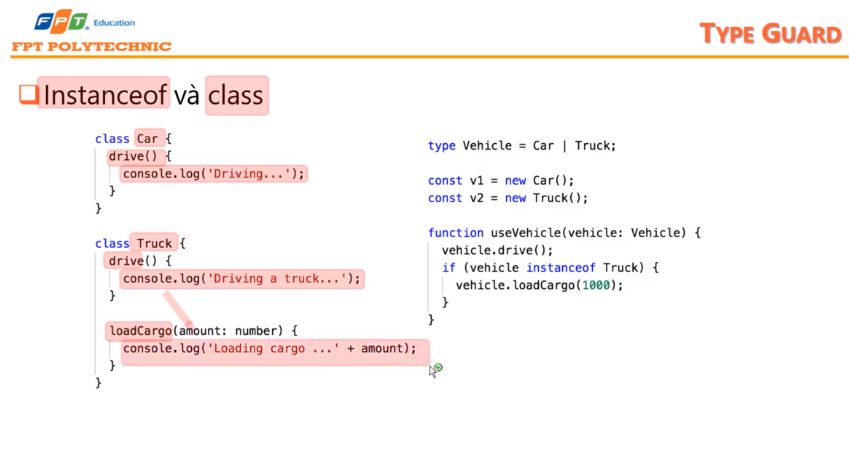 FPT Education
FPT POLYTECHNIC
TYPE GUARD
Instanceof và class
class Car {
drive() {
console.log('Driving...');
}
}
class Truck {
drive() {
console.log('Driving a truck...');
}
loadCargo(amount: number) {
console.log('Loading cargo ...' + amount);
}
}
type Vehicle = Car | Truck;
const v1 = new Car();
const v2 = new Truck();
function useVehicle(vehicle: Vehicle) {
vehicle.drive();
if (vehicle instanceof Truck) {
vehicle.loadCargo(1000);
}
}